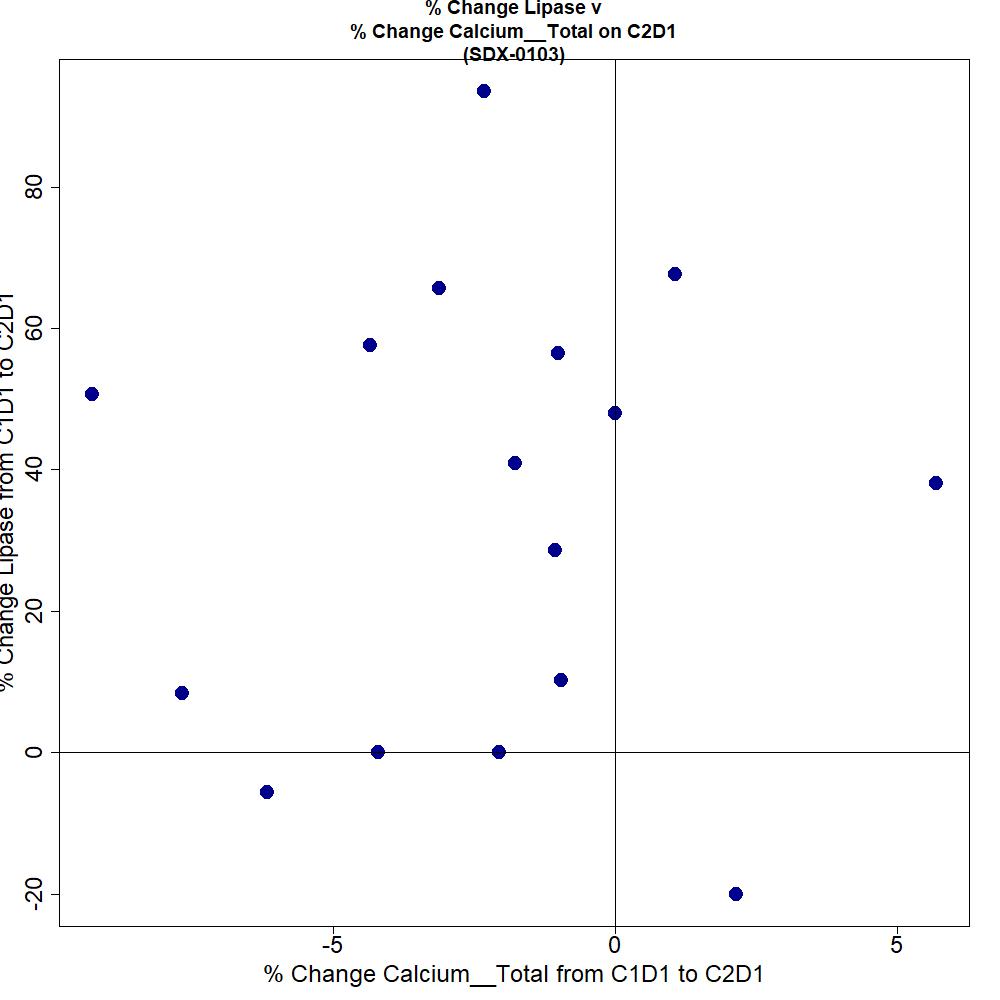 % Change Lipase v
% Change Calcium__Total on C2D1
(SDX-0103)
% Change Lipase from C1D1 to C2D1
80
60
40
20
0
-20
-5
0
5
% Change Calcium__Total from C1D1 to C2D1